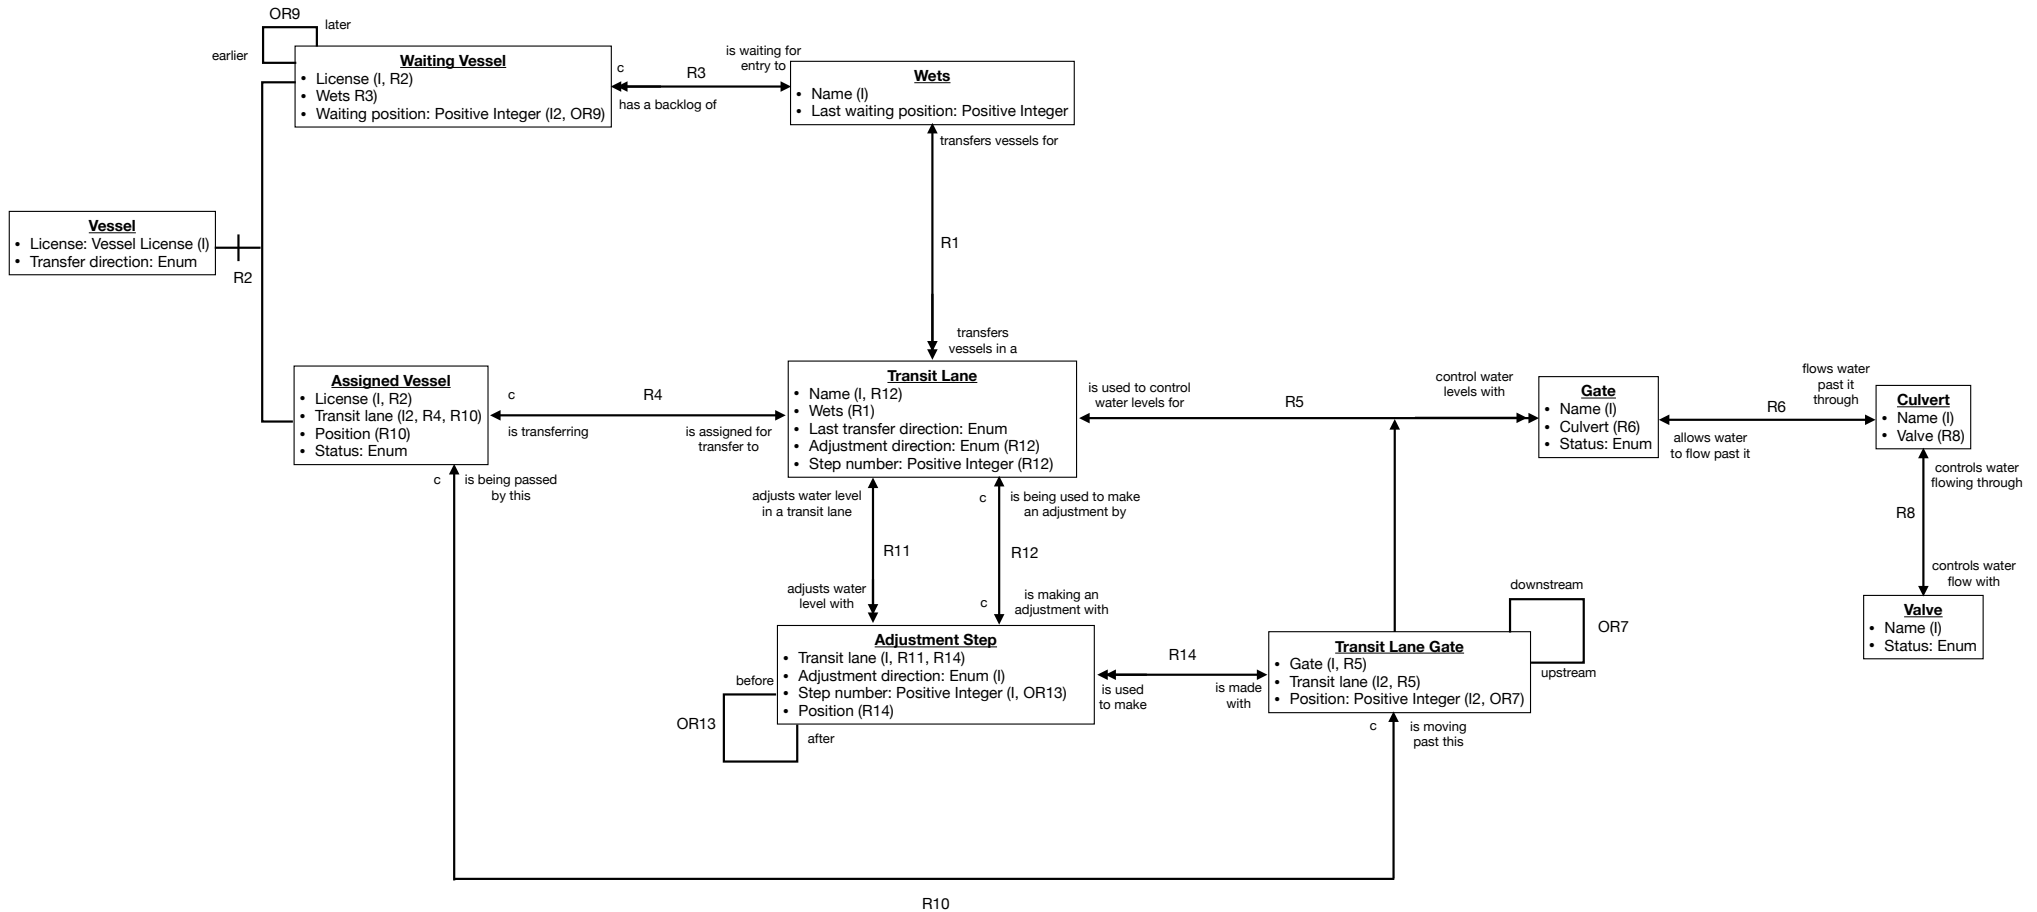 OR9
later
earlier
Waiting Vessel
• License (I, R2)
• Wets R3)
• Waiting position: Positive Integer (I2, OR9)
c
R3
is waiting for
entry to
has a backlog of
Wets
• Name (I)
• Last waiting position: Positive Integer
transfers vessels for
Vessel
• License: Vessel License (I)
• Transfer direction: Enum
R2
R1
transfers
vessels in a
Assigned Vessel
• License (I, R2)
• Transit lane (I2, R4, R10)
• Position (R10)
• Status: Enum
c
R4
is transferring
is assigned for
transfer to
Transit Lane
• Name (I, R12)
• Wets (R1)
• Last transfer direction: Enum
• Adjustment direction: Enum (R12)
• Step number: Positive Integer (R12)
is used to control
water levels for
R5
control water
levels with
Gate
• Name (I)
• Culvert (R6)
• Status: Enum
R6
flows water
past it
through
allows water
to flow past it
Culvert
• Name (I)
• Valve (R8)
c
is being passed
by this
adjusts water level
in a transit lane
c
is being used to make
an adjustment by
controls water
flowing through
R8
R11
R12
adjusts water
level with
c
is making an
adjustment with
controls water
flow with
downstream
OR7
upstream
Valve
• Name (I)
• Status: Enum
Adjustment Step
• Transit lane (I, R11, R14)
• Adjustment direction: Enum (I)
• Step number: Positive Integer (I, OR13)
• Position (R14)
before
OR13
after
R14
is used
to make
is made
with
Transit Lane Gate
• Gate (I, R5)
• Transit lane (I2, R5)
• Position: Positive Integer (I2, OR7)
c
is moving
past this
R10